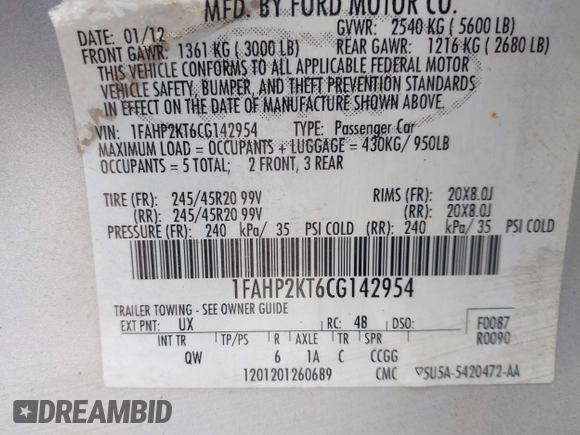 MFD. BY FORD MOTOR CO.
DATE: 01/12 GVWR: 2540 KG (5600 LB)
FRONT GAWR: 1361 KG (3000 LB) REAR GAWR: 1216 KG (2680 LB)
THIS VEHICLE CONFORMS TO ALL APPLICABLE FEDERAL MOTOR
VEHICLE SAFETY, BUMPER, AND THEFT PREVENTION STANDARDS
IN EFFECT ON THE DATE OF MANUFACTURE SHOWN ABOVE.
VIN: 1FAHP2KT6CG142954 TYPE: Passenger Car
MAXIMUM LOAD = OCCUPANTS + LUGGAGE = 430KG/ 950LB
OCCUPANTS = 5 TOTAL; 2 FRONT, 3 REAR
TIRE (FR): 245/45R20 99V RIMS (FR): 20X8.0J
(RR): 245/45R20 99V (RR): 20X8.0J
PRESSURE (FR): 240 kPa/ 35 PSI COLD (RR): 240 kPa/ 35 PSI COLD
1FAHP2KT6CG142954
TRAILER TOWING - SEE OWNER GUIDE
EXT PNT: UX RC: 48 DSO: F0087
INT TR TP/PS R AXLE TR SPR R0090
QW 6 1A C CCGG
1201201260689 CMC ▽5U5A-5420472-AA
DREAMBID